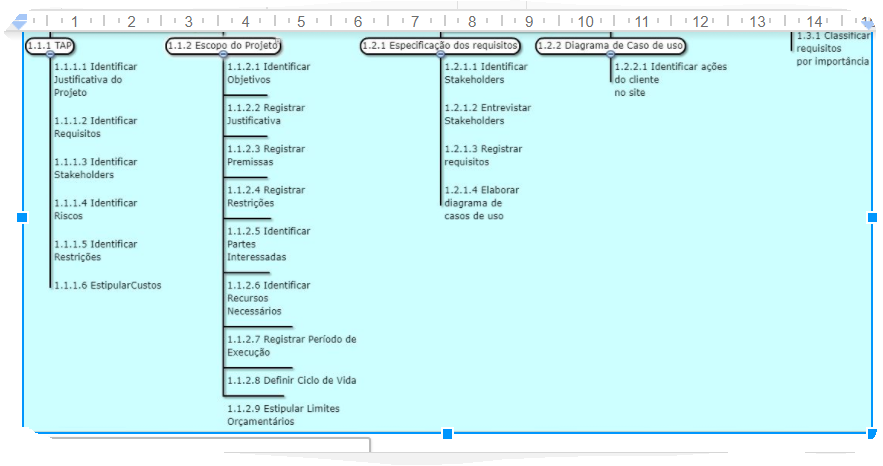 1 2 3 4 5 6 7 8 9 10 11 12 13 14
1.1.1 TAP
1.1.1.1 Identificar
Justificativa do
Projeto
1.1.1.2 Identificar
Requisitos
1.1.1.3 Identificar
Stakeholders
1.1.1.4 Identificar
Riscos
1.1.1.5 Identificar
Restrições
1.1.1.6 EstipularCustos
1.1.2 Escopo do Projeto
1.1.2.1 Identificar
Objetivos
1.1.2.2 Registrar
Justificativa
1.1.2.3 Registrar
Premissas
1.1.2.4 Registrar
Restrições
1.1.2.5 Identificar
Partes
Interessadas
1.1.2.6 Identificar
Recursos
Necessários
1.1.2.7 Registrar Período de
Execução
1.1.2.8 Definir Ciclo de Vida
1.1.2.9 Estipular Limites
Orçamentários
1.2.1 Especificação dos requisitos
1.2.1.1 Identificar
Stakeholders
1.2.1.2 Entrevistar
Stakeholders
1.2.1.3 Registrar
requisitos
1.2.1.4 Elaborar
diagrama de
casos de uso
1.2.2 Diagrama de Caso de uso
1.2.2.1 Identificar ações
do cliente
no site
1.3.1 Classificar
requisitos
por importância